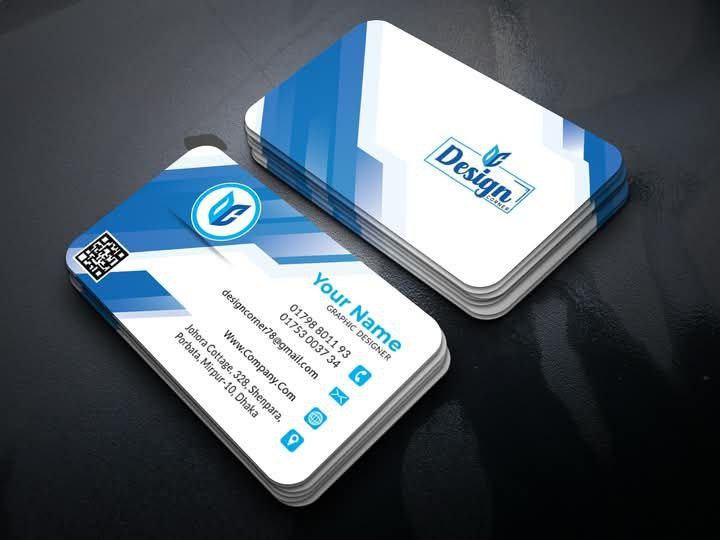 Design
CORNER
Your Name
GRAPHIC DESIGNER
01798 8011 93
01753 0037 34
designcorner78@gmail.com
Www.Company.Com
Johora Cottage, 328, Shenpara,
Porbata, Mirpur-10, Dhaka